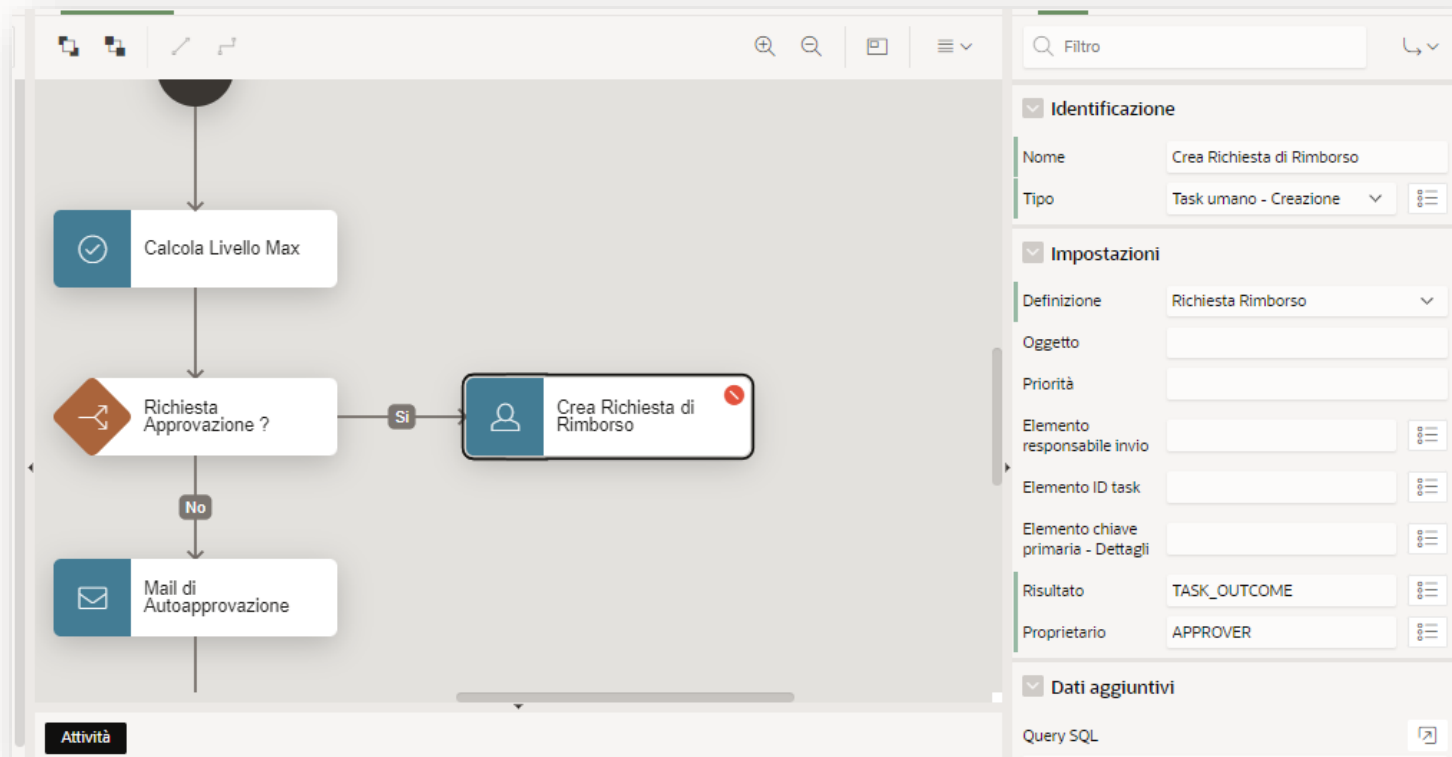 Calcola Livello Max
Richiesta
Approvazione ?
Si
Crea Richiesta di
Rimborso
No
Mail di
Autoapprovazione
Attività
Filtro
Identificazione
Nome Crea Richiesta di Rimborso
Tipo Task umano - Creazione
Impostazioni
Definizione Richiesta Rimborso
Oggetto
Priorità
Elemento
responsabile invio
Elemento ID task
Elemento chiave
primaria - Dettagli
Risultato TASK_OUTCOME
Proprietario APPROVER
Dati aggiuntivi
Query SQL